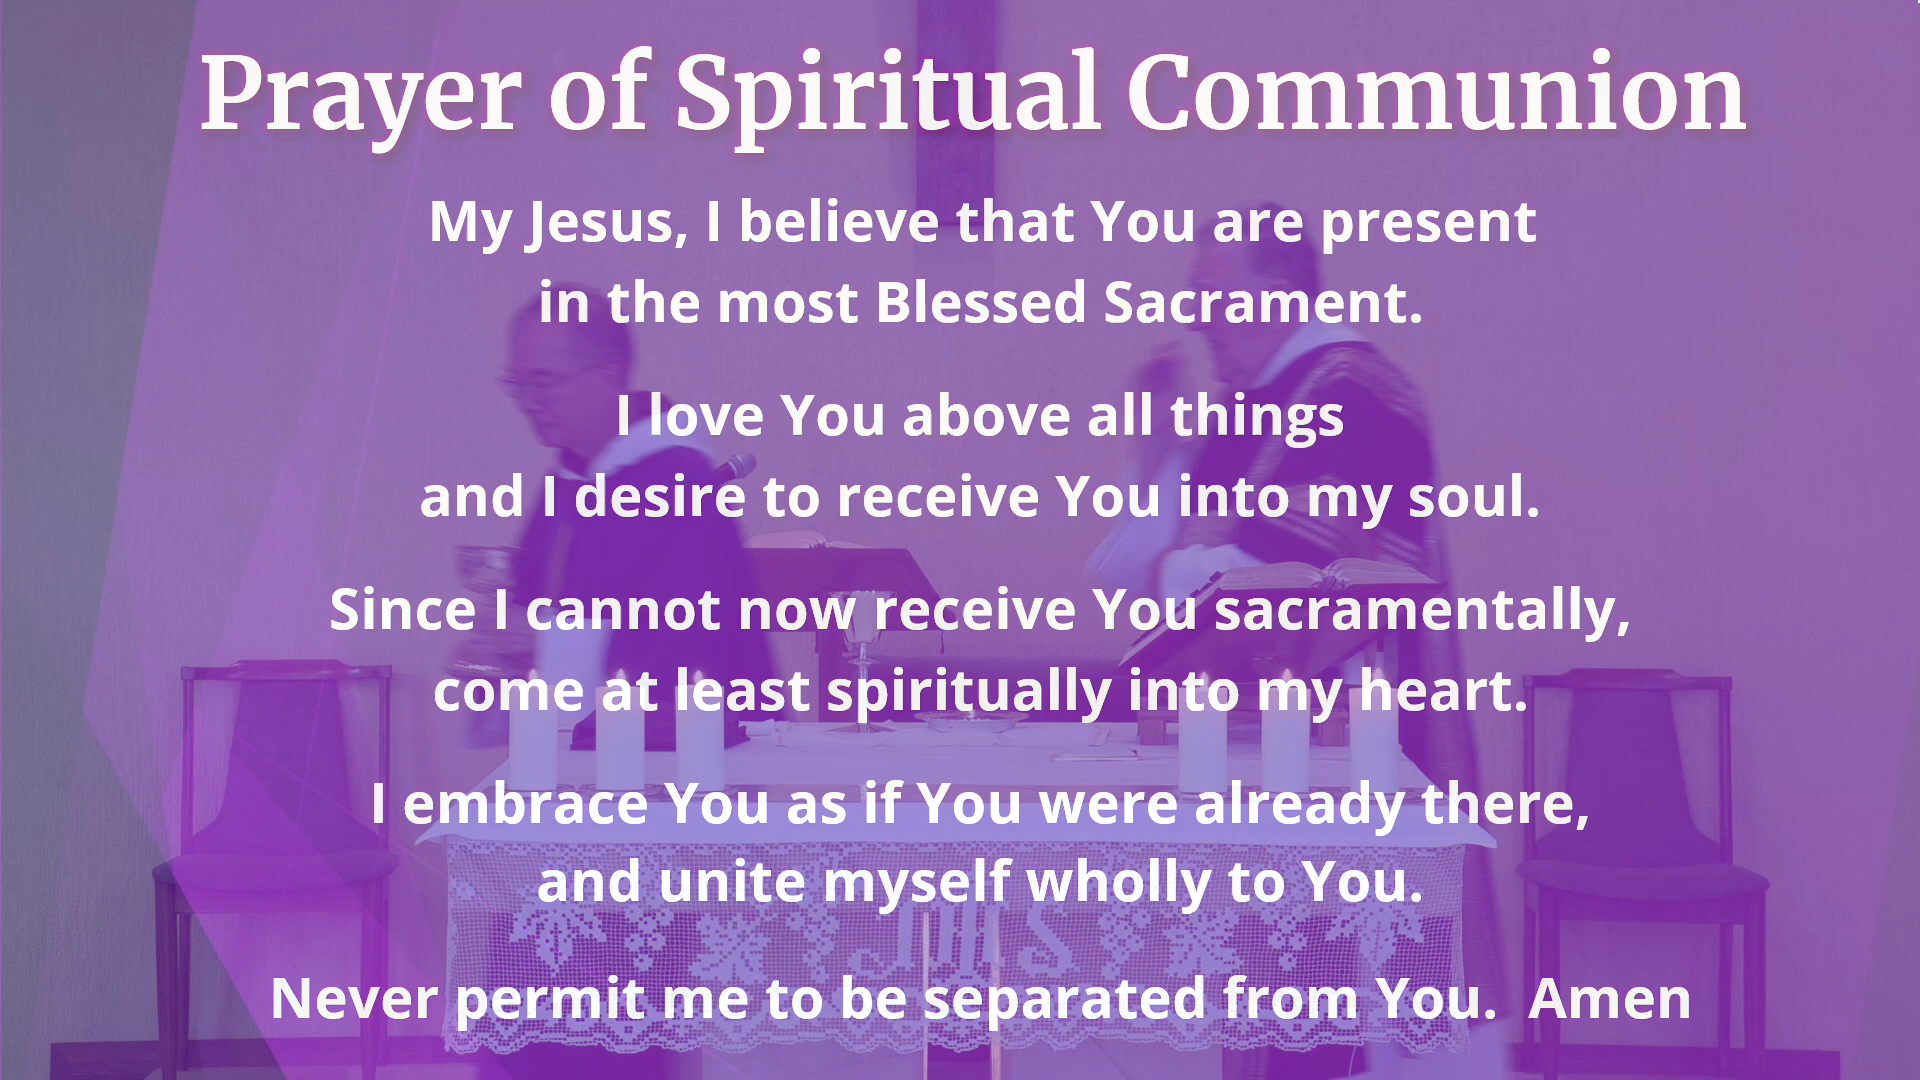 Prayer of Spiritual Communion
My Jesus, I believe that You are present
in the most Blessed Sacrament.
I love You above all things
and I desire to receive You into my soul.
Since I cannot now receive You sacramentally,
come at least spiritually into my heart.
I embrace You as if You were already there,
and unite myself wholly to You.
Never permit me to be separated from You.  Amen